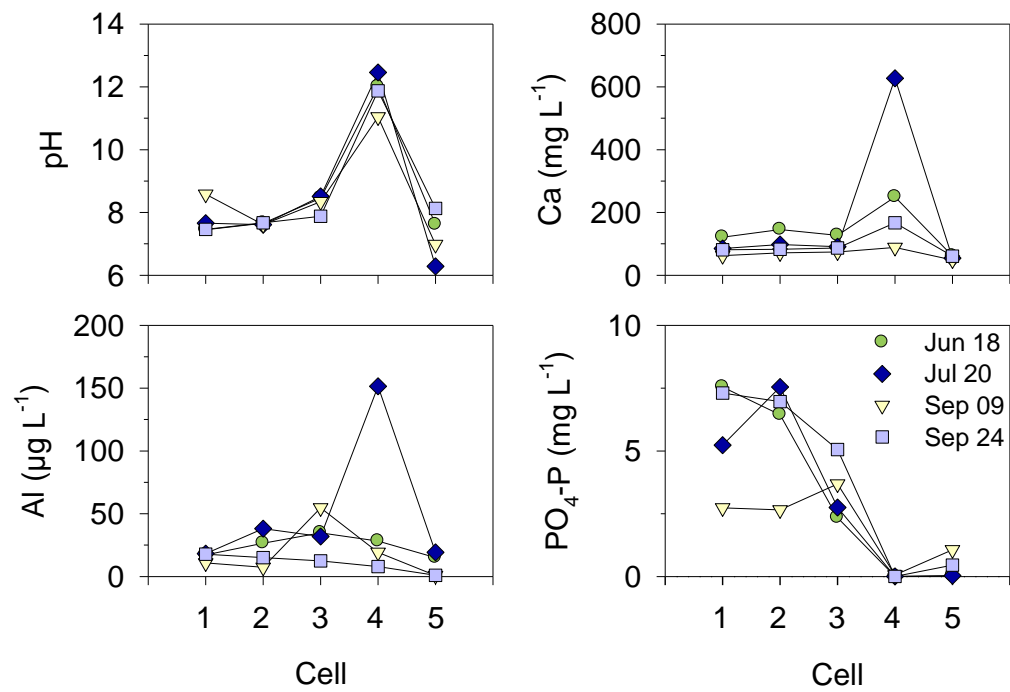 14
12
10
8
6
pH
800
600
400
200
0
Ca (mg L⁻¹)
200
150
100
50
0
Al (µg L⁻¹)
1 2 3 4 5
Cell
10
5
0
PO₄-P (mg L⁻¹)
Jun 18
Jul 20
Sep 09
Sep 24
1 2 3 4 5
Cell